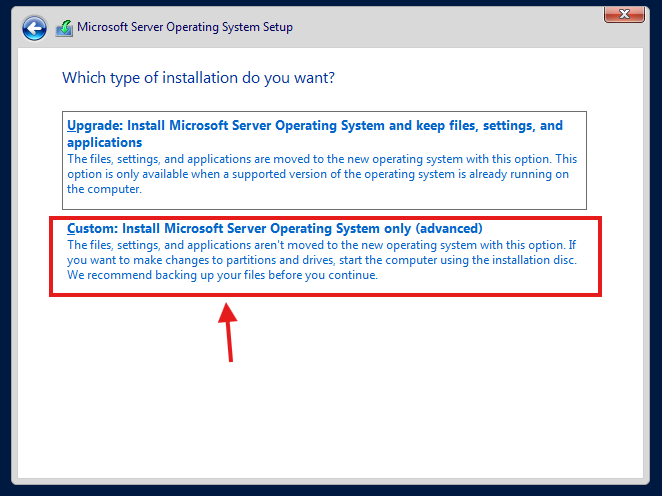 Microsoft Server Operating System Setup
Which type of installation do you want?
Upgrade: Install Microsoft Server Operating System and keep files, settings, and
applications
The files, settings, and applications are moved to the new operating system with this option. This
option is only available when a supported version of the operating system is already running on
the computer.
Custom: Install Microsoft Server Operating System only (advanced)
The files, settings, and applications aren't moved to the new operating system with this option. If
you want to make changes to partitions and drives, start the computer using the installation disc.
We recommend backing up your files before you continue.